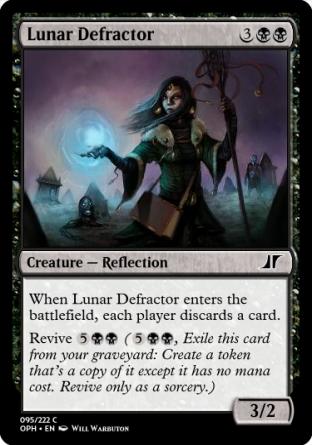 Lunar Defractor 3
Creature — Reflection
When Lunar Defractor enters the
battlefield, each player discards a card.
Revive 5 ( 5 , Exile this card
from your graveyard: Create a token
that's a copy of it except it has no mana
cost. Revive only as a sorcery.)
3/2
095/222 C
OPH • EN Will Warbuton